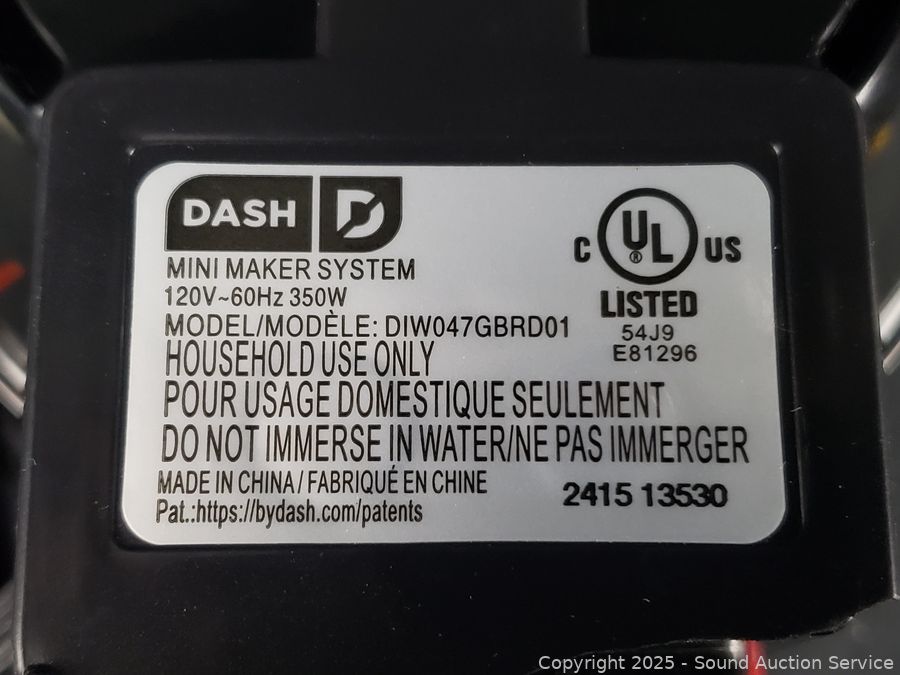 DASH D
MINI MAKER SYSTEM
120V~60Hz 350W
MODEL/MODÈLE: DIW047GBRD01
HOUSEHOLD USE ONLY
POUR USAGE DOMESTIQUE SEULEMENT
DO NOT IMMERSE IN WATER/NE PAS IMMERGER
MADE IN CHINA / FABRIQUÉ EN CHINE
Pat.:https://bydash.com/patents
C UL® US
LISTED
54J9
E81296
2415 13530
Copyright 2025 - Sound Auction Service